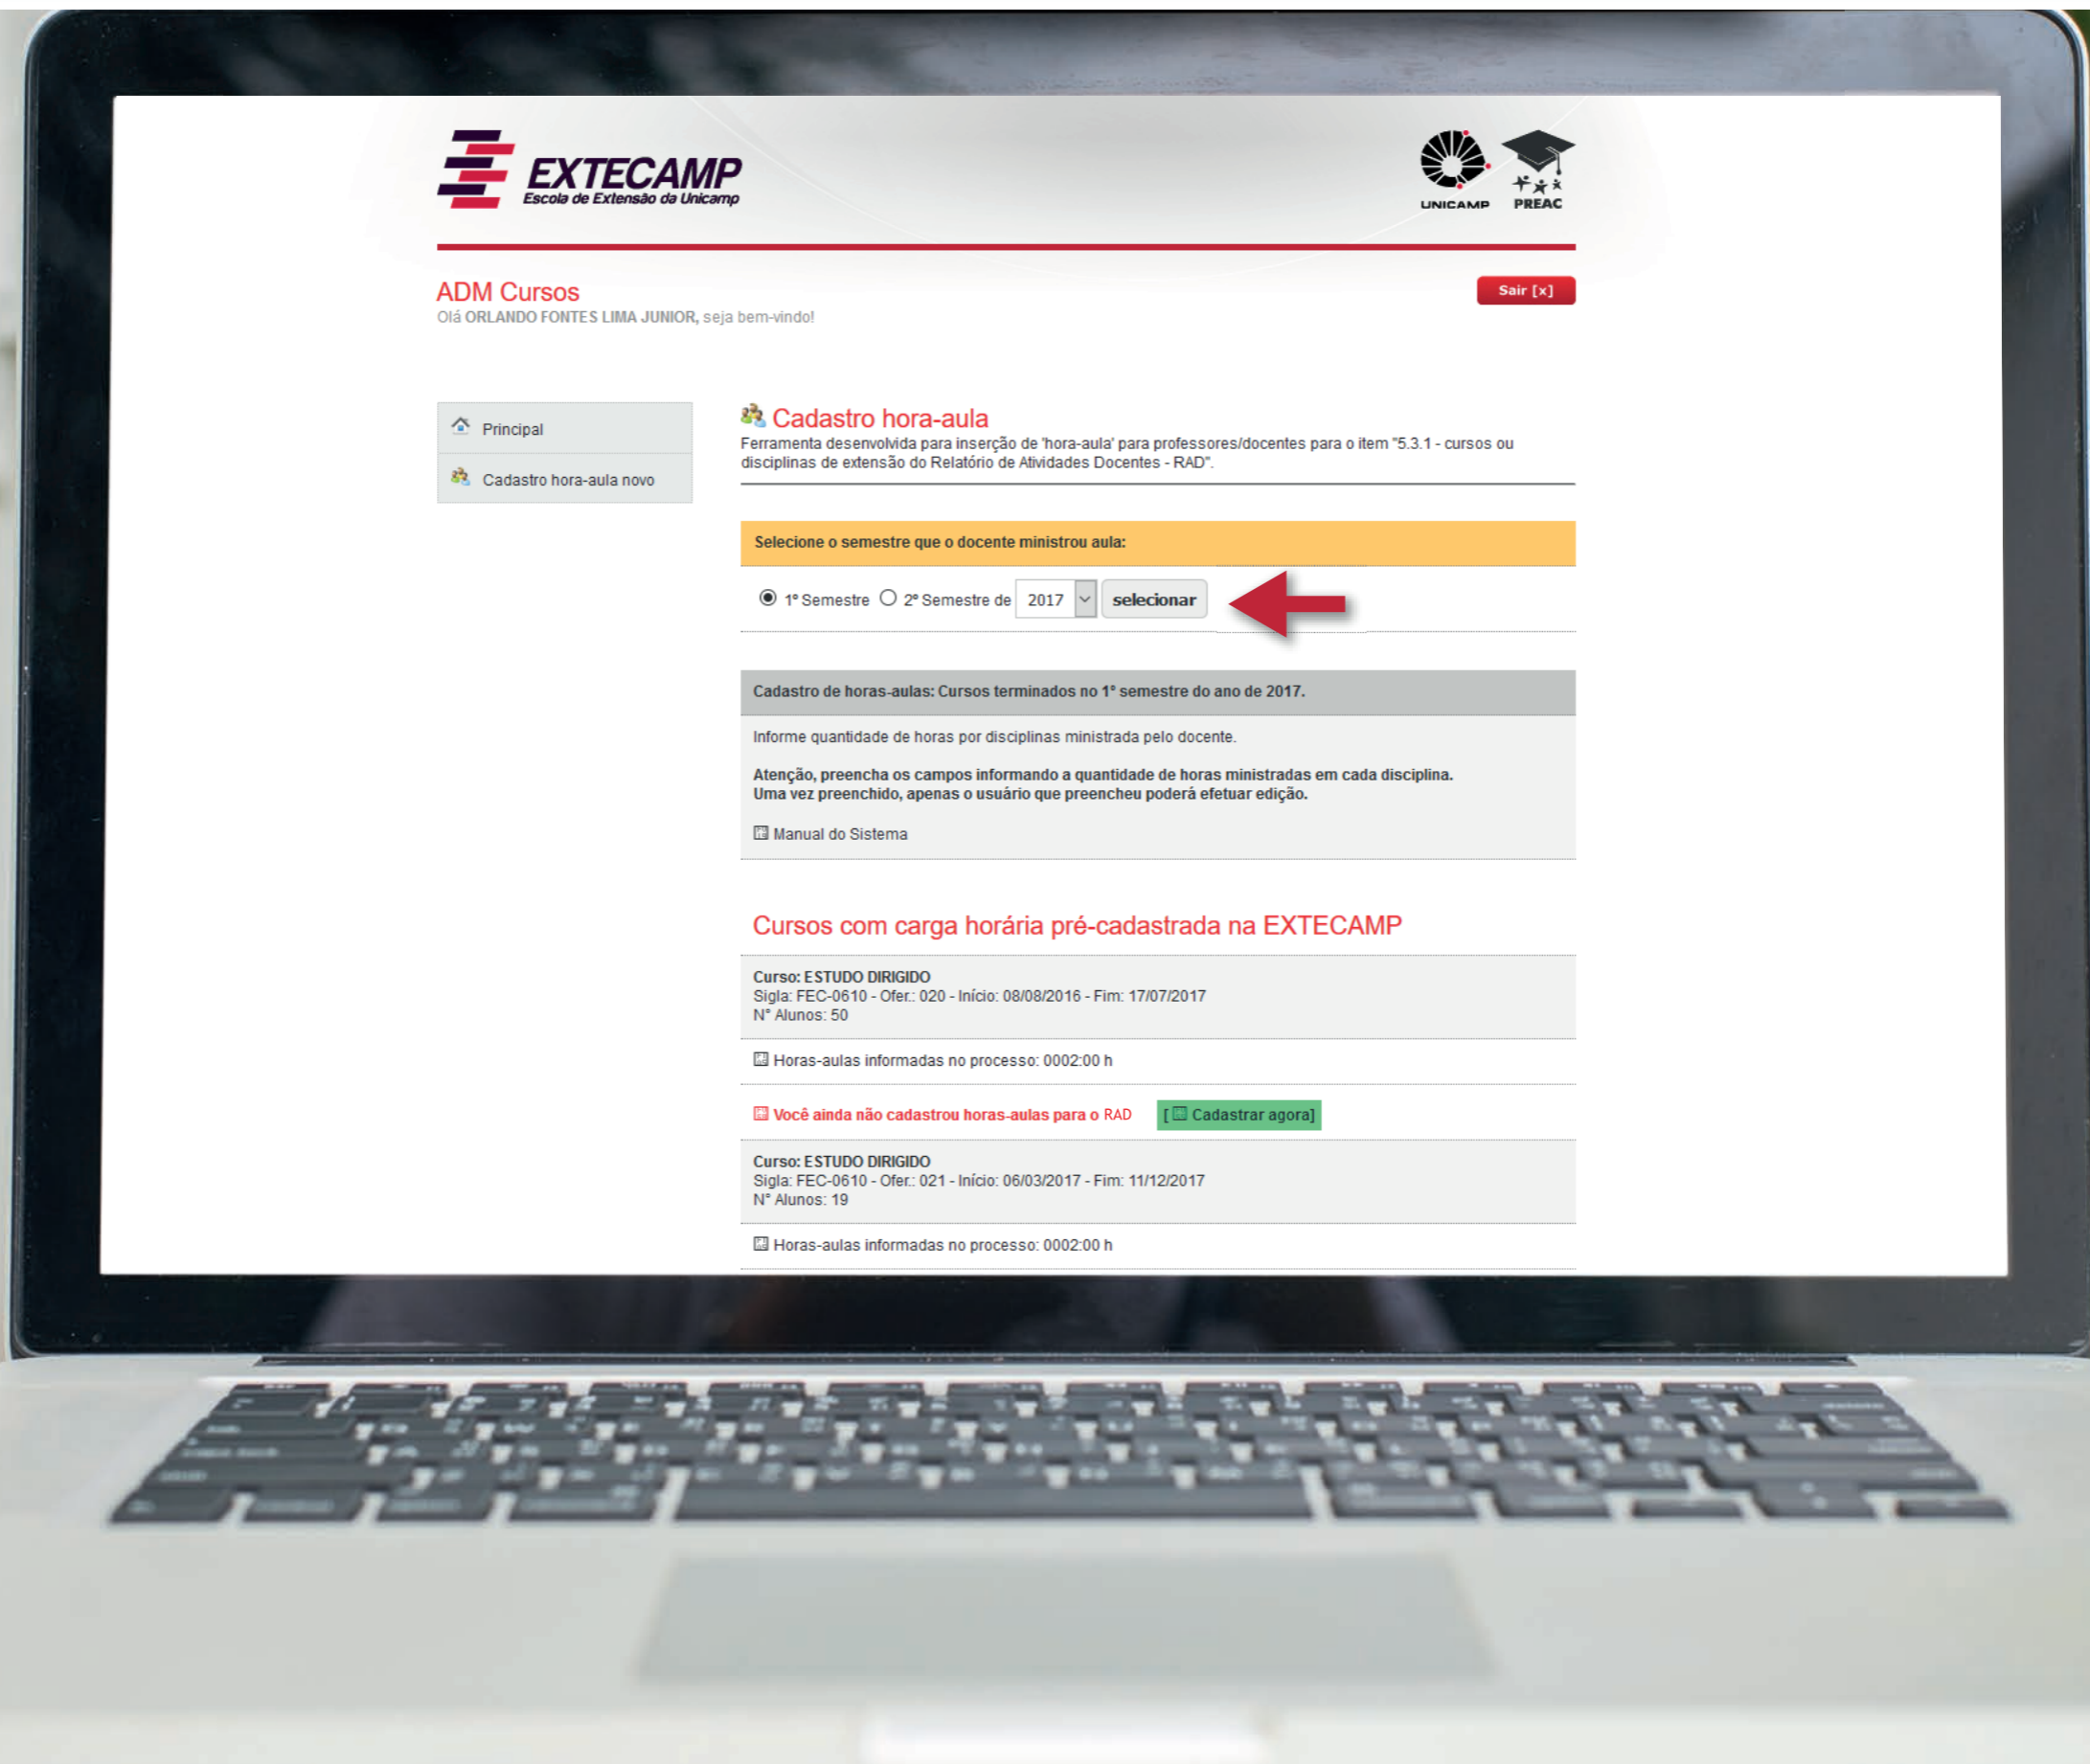 EXTECAMP
Escola de Extensão da Unicamp
UNICAMP
PREAC
ADM Cursos
Sair [x]
Olá ORLANDO FONTES LIMA JUNIOR, seja bem-vindo!
Principal
Cadastro hora-aula novo
Cadastro hora-aula
Ferramenta desenvolvida para inserção de 'hora-aula' para professores/docentes para o item "5.3.1 - cursos ou
disciplinas de extensão do Relatório de Atividades Docentes - RAD".
Selecione o semestre que o docente ministrou aula:
1º Semestre 2º Semestre de 2017 selecionar
Cadastro de horas-aulas: Cursos terminados no 1° semestre do ano de 2017.
Informe quantidade de horas por disciplinas ministrada pelo docente.
Atenção, preencha os campos informando a quantidade de horas ministradas em cada disciplina.
Uma vez preenchido, apenas o usuário que preencheu poderá efetuar edição.
Manual do Sistema
Cursos com carga horária pré-cadastrada na EXTECAMP
Curso: ESTUDO DIRIGIDO
Sigla: FEC-0610 - Ofer.: 020 - Início: 08/08/2016 - Fim: 17/07/2017
N° Alunos: 50
Horas-aulas informadas no processo: 0002:00 h
Você ainda não cadastrou horas-aulas para o RAD [ Cadastrar agora]
Curso: ESTUDO DIRIGIDO
Sigla: FEC-0610 - Ofer.: 021 - Início: 06/03/2017 - Fim: 11/12/2017
N° Alunos: 19
Horas-aulas informadas no processo: 0002:00 h